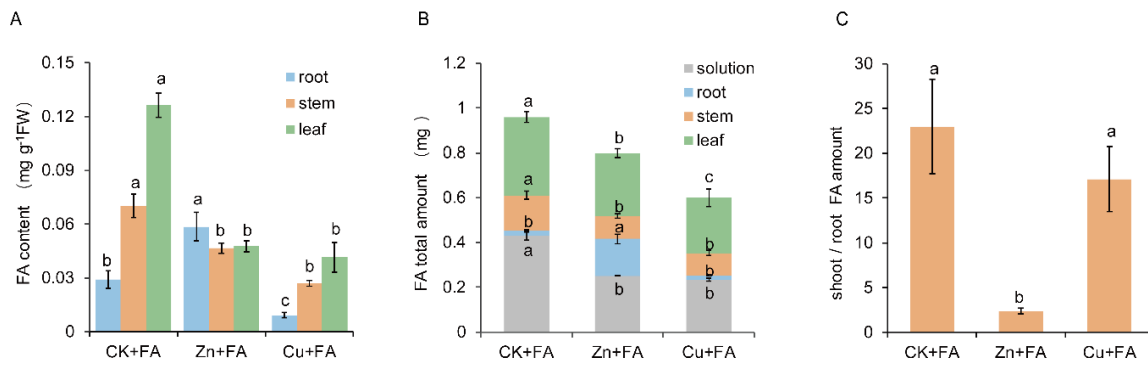 A
FA content (mg g-1FW)
0.15
0.12
0.09
0.06
0.03
0
b
a
a
a
b
b
c
b
b
root
stem
leaf
CK+FA
Zn+FA
Cu+FA
B
FA total amount (mg)
1.2
1
0.8
0.6
0.4
0.2
0
a
a
b
a
b
b
a
b
c
b
b
b
solution
root
stem
leaf
CK+FA
Zn+FA
Cu+FA
C
shoot / root FA amount
30
25
20
15
10
5
0
a
b
a
CK+FA
Zn+FA
Cu+FA